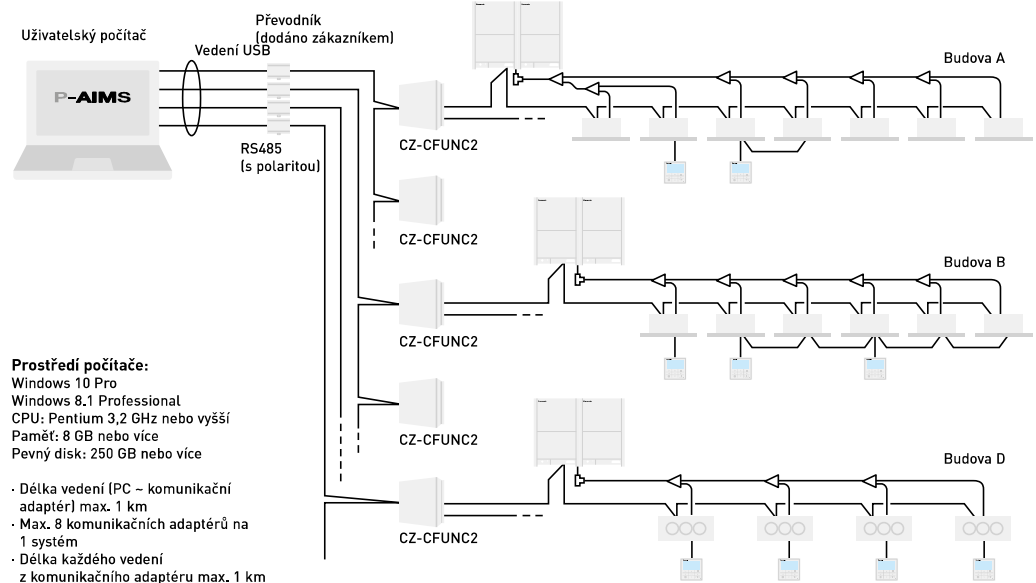 Uživatelský počítač
P-AIMS
Vedení USB
Převodník
(dodáno zákazníkem)
RS485
(s polaritou)
CZ-CFUNC2
Budova A
CZ-CFUNC2
CZ-CFUNC2
Budova B
CZ-CFUNC2
CZ-CFUNC2
Budova D
Prostředí počítače:
Windows 10 Pro
Windows 8.1 Professional
CPU: Pentium 3,2 GHz nebo vyšší
Paměť: 8 GB nebo více
Pevný disk: 250 GB nebo více
· Délka vedení (PC ~ komunikační
adaptér) max. 1 km
· Max. 8 komunikačních adaptérů na
1 systém
· Délka každého vedení
z komunikačního adaptéru max. 1 km